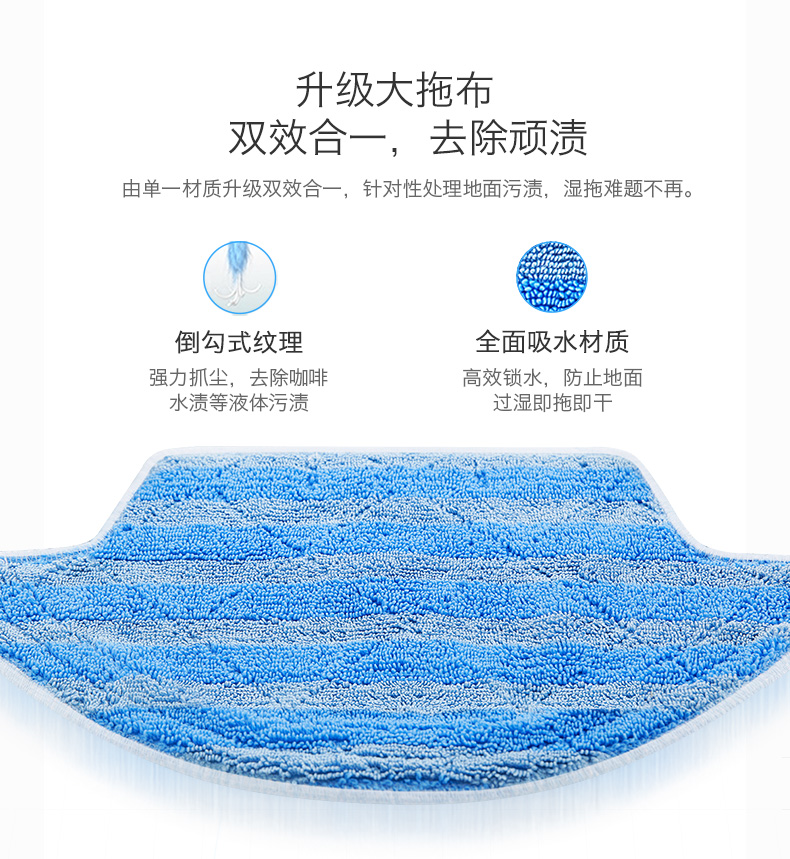 升级大拖布
双效合一，去除顽渍
由单一材质升级双效合一，针对性处理地面污渍，湿拖难题不再。
倒勾式纹理
强力抓尘，去除咖啡
水渍等液体污渍
全面吸水材质
高效锁水，防止地面
过湿即拖即干